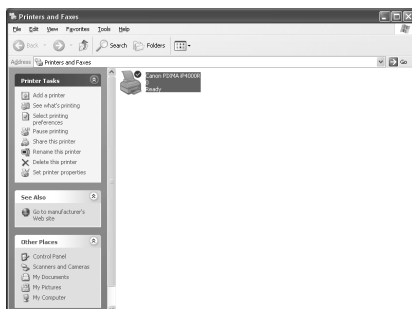 Printers and Faxes
File Edit View Favorites Tools Help
Back Search Folders
Address Printers and Faxes Go
Printer Tasks
Add a printer
See what's printing
Select printing
preferences
Pause printing
Share this printer
Rename this printer
Delete this printer
Set printer properties
See Also
Go to manufacturer's
Web site
Other Places
Control Panel
Scanners and Cameras
My Documents
My Pictures
My Computer
Canon PIXMA iP4000R
0
Ready